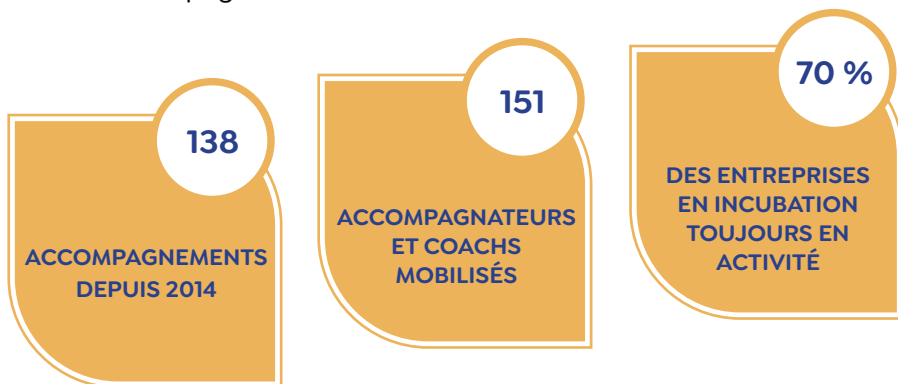 138
ACCOMPAGNEMENTS
DEPUIS 2014
151
ACCOMPAGNATEURS
ET COACHS
MOBILISÉS
70 %
DES ENTREPRISES
EN INCUBATION
TOUJOURS EN
ACTIVITÉ